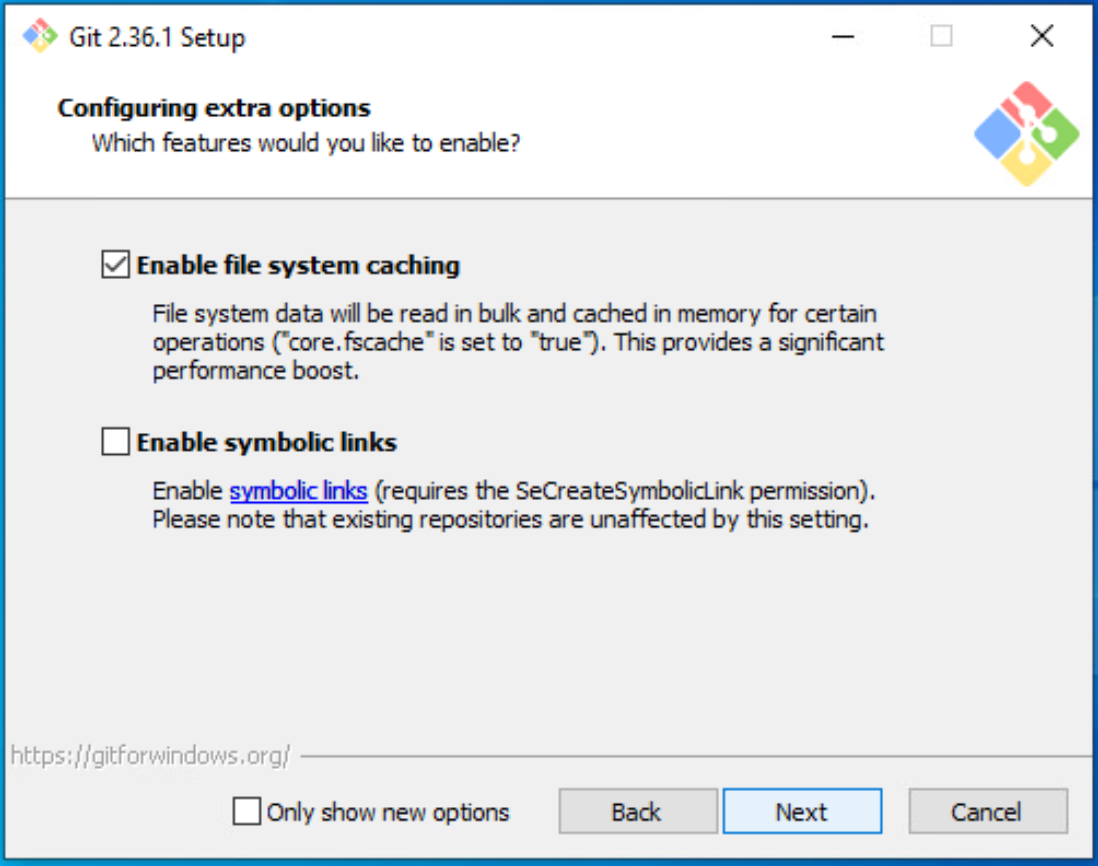 Git 2.36.1 Setup
Configuring extra options
Which features would you like to enable?
Enable file system caching
File system data will be read in bulk and cached in memory for certain
operations ("core.fscache" is set to "true"). This provides a significant
performance boost.
Enable symbolic links
Enable symbolic links (requires the SeCreateSymbolicLink permission).
Please note that existing repositories are unaffected by this setting.
https://gitforwindows.org/
Only show new options
Back
Next
Cancel